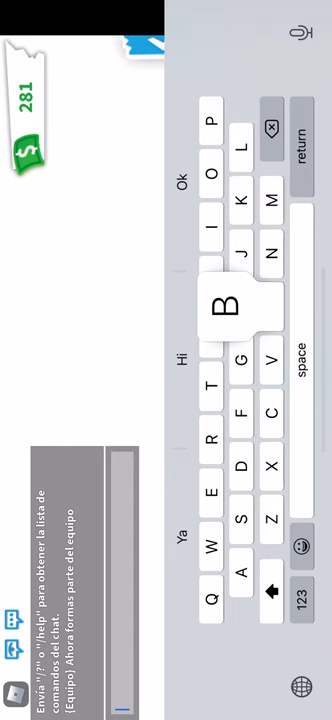 $ 281
Envía "/?" o "/help" para obtener la lista de
comandos del chat.
{Equipo} Ahora formas parte del equipo
Ya Hi Ok
Q W E R T I O P
A S D F G J K L
Z X C V B N M
123 space return